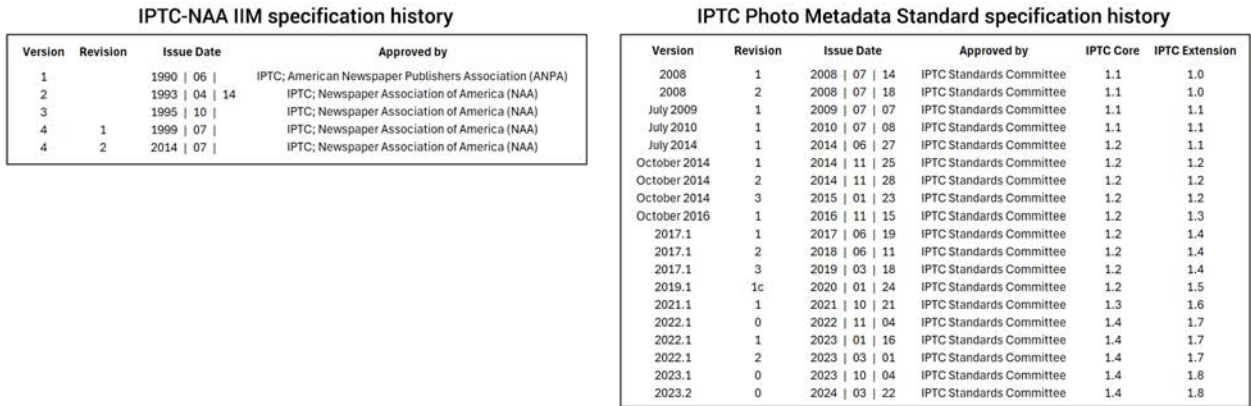 IPTC-NAA IIM specification history
Version Revision Issue Date Approved by
1 1990 | 06 | IPTC; American Newspaper Publishers Association (ANPA)
2 1993 | 04 | 14 IPTC; Newspaper Association of America (NAA)
3 1995 | 10 | IPTC; Newspaper Association of America (NAA)
4 1 1999 | 07 | IPTC; Newspaper Association of America (NAA)
4 2 2014 | 07 | IPTC; Newspaper Association of America (NAA)
IPTC Photo Metadata Standard specification history
Version Revision Issue Date Approved by IPTC Core IPTC Extension
2008 1 2008 | 07 | 14 IPTC Standards Committee 1.1 1.0
2008 2 2008 | 07 | 18 IPTC Standards Committee 1.1 1.0
July 2009 1 2009 | 07 | 07 IPTC Standards Committee 1.1 1.1
July 2010 1 2010 | 07 | 08 IPTC Standards Committee 1.1 1.1
July 2014 1 2014 | 06 | 27 IPTC Standards Committee 1.2 1.1
October 2014 1 2014 | 11 | 25 IPTC Standards Committee 1.2 1.2
October 2014 2 2014 | 11 | 28 IPTC Standards Committee 1.2 1.2
October 2014 3 2015 | 01 | 23 IPTC Standards Committee 1.2 1.2
October 2016 1 2016 | 11 | 15 IPTC Standards Committee 1.2 1.3
2017.1 1 2017 | 06 | 19 IPTC Standards Committee 1.2 1.4
2017.1 2 2018 | 06 | 11 IPTC Standards Committee 1.2 1.4
2017.1 3 2019 | 03 | 18 IPTC Standards Committee 1.2 1.4
2019.1 1c 2020 | 01 | 24 IPTC Standards Committee 1.2 1.5
2021.1 1 2021 | 10 | 21 IPTC Standards Committee 1.3 1.6
2022.1 0 2022 | 11 | 04 IPTC Standards Committee 1.4 1.7
2022.1 1 2023 | 01 | 16 IPTC Standards Committee 1.4 1.7
2022.1 2 2023 | 03 | 01 IPTC Standards Committee 1.4 1.7
2023.1 0 2023 | 10 | 04 IPTC Standards Committee 1.4 1.8
2023.2 0 2024 | 03 | 22 IPTC Standards Committee 1.4 1.8